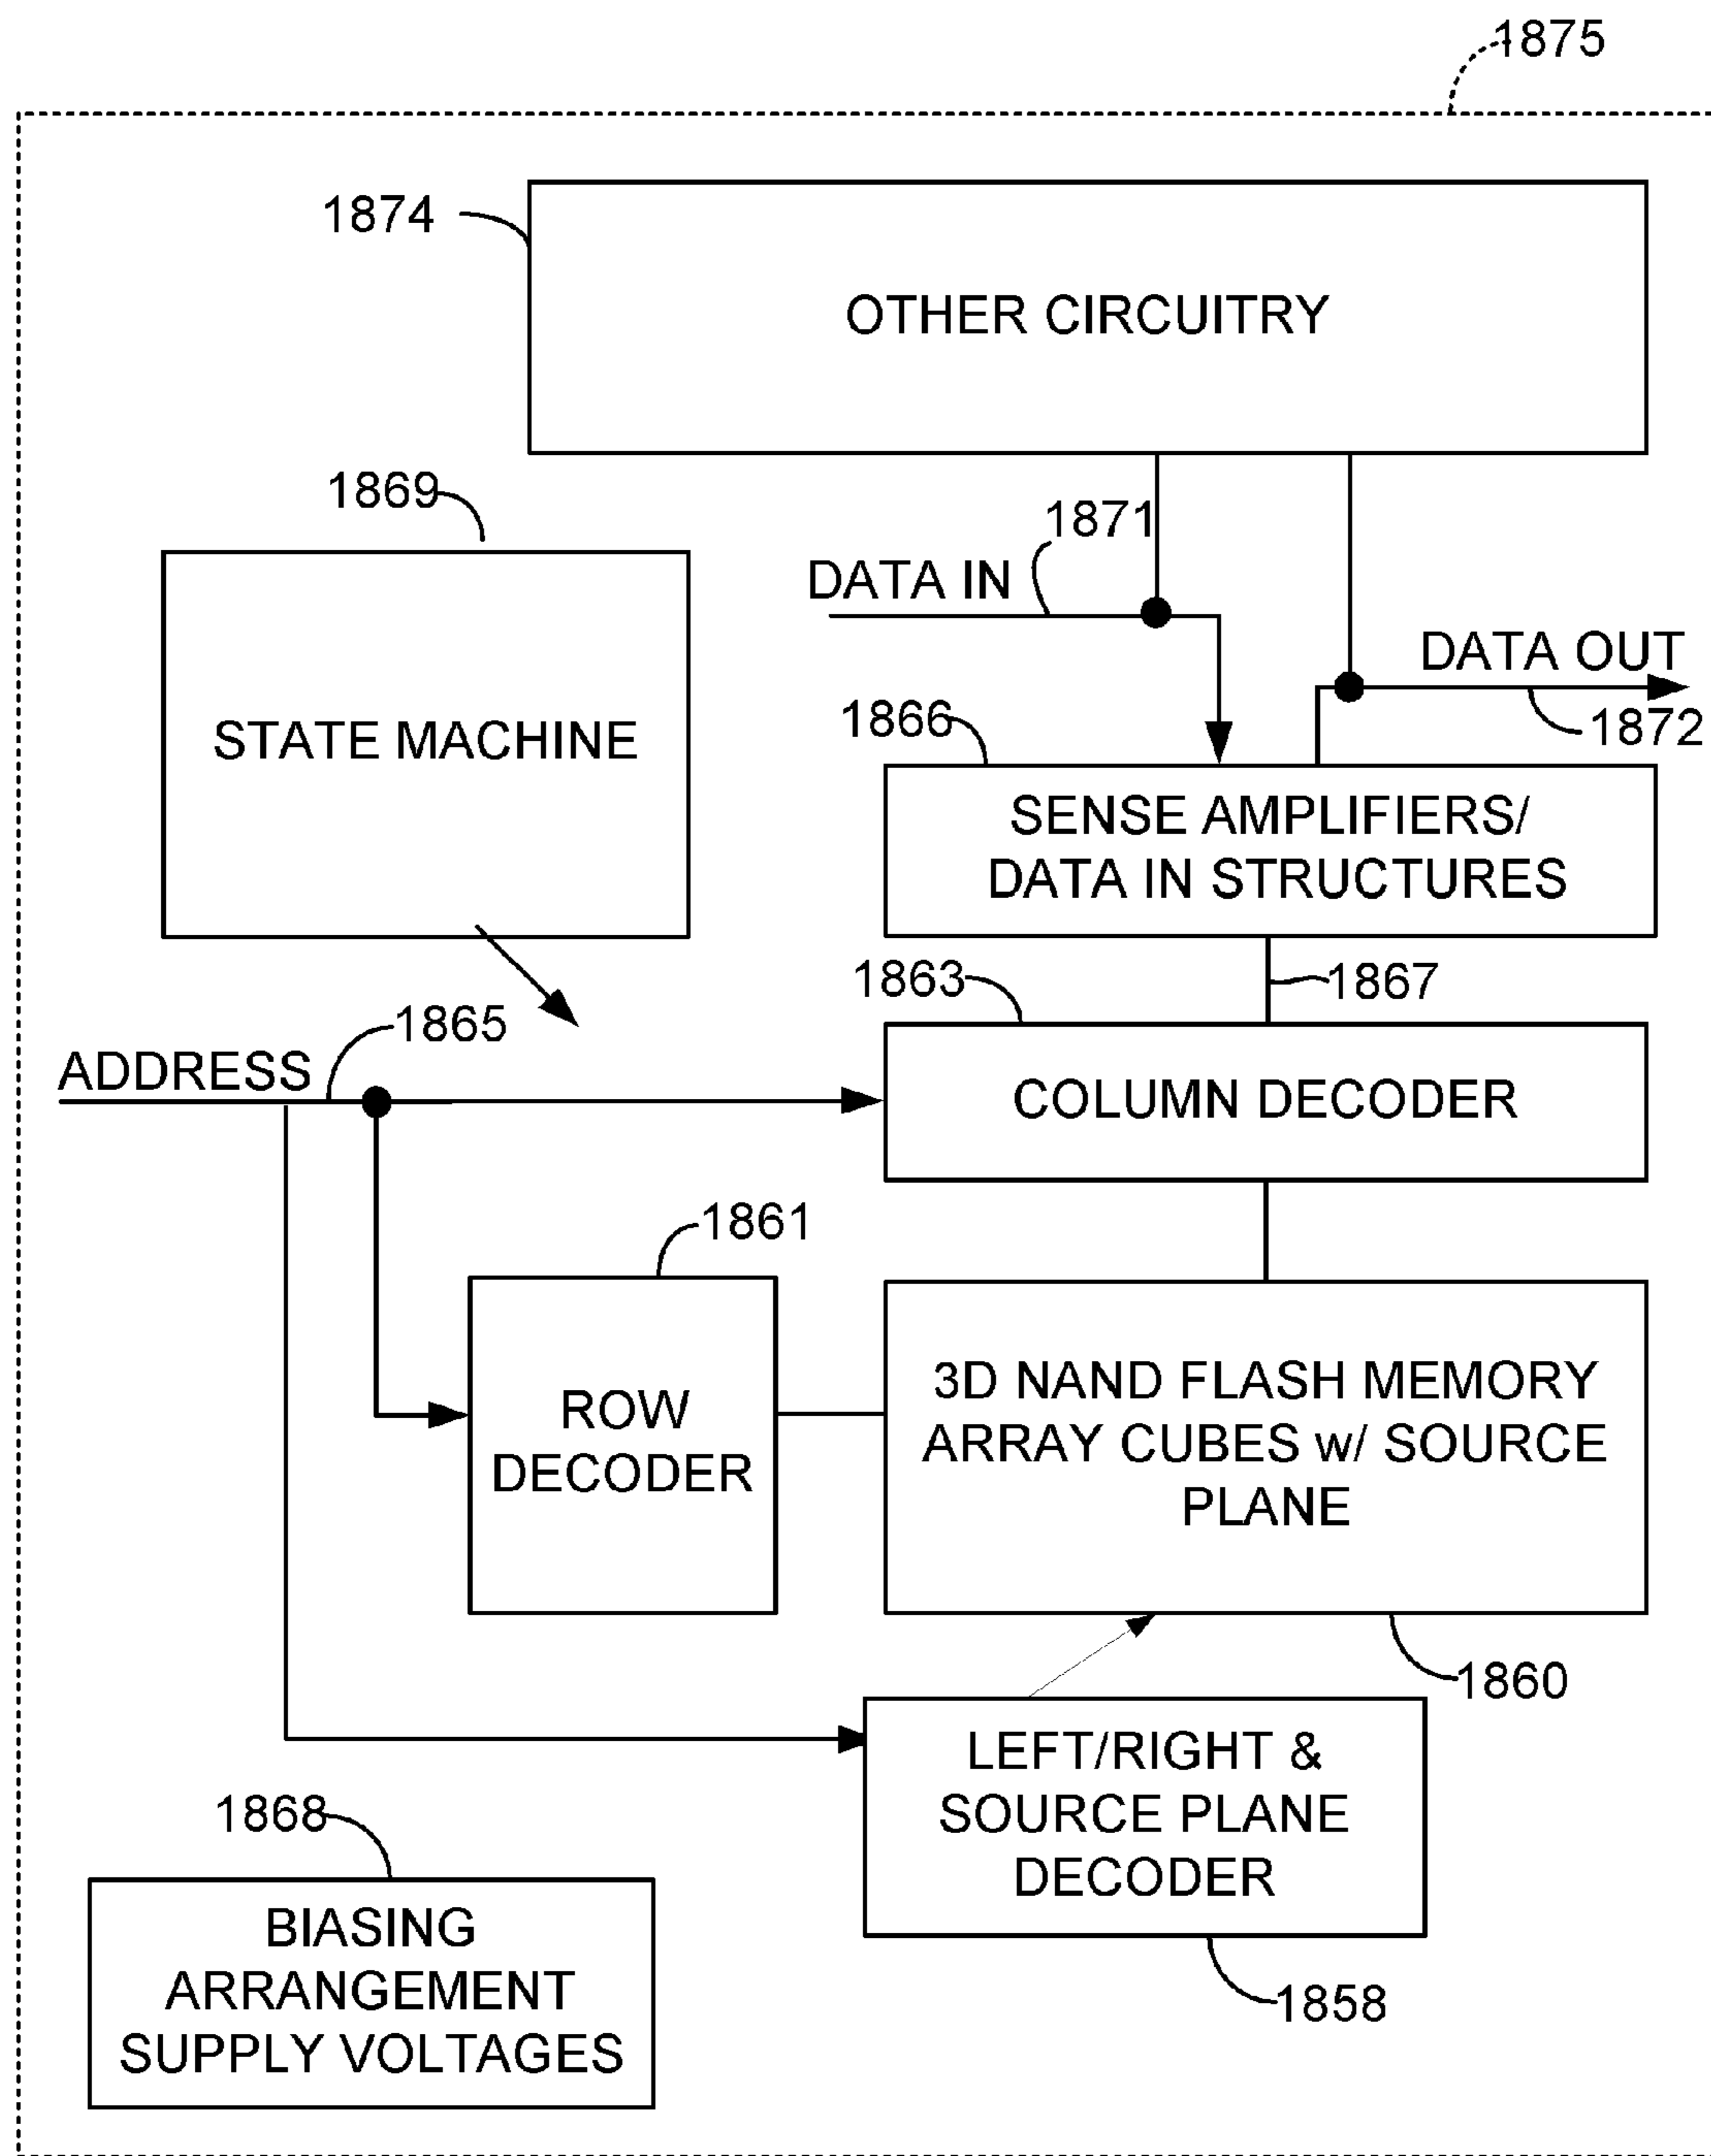 1875
1874
OTHER CIRCUITRY
1869
1871
DATA IN
STATE MACHINE
DATA OUT
1872
1866
SENSE AMPLIFIERS/
DATA IN STRUCTURES
1863
1867
1865
ADDRESS
COLUMN DECODER
1861
ROW
DECODER
3D NAND FLASH MEMORY
ARRAY CUBES w/ SOURCE
PLANE
1860
LEFT/RIGHT &
SOURCE PLANE
DECODER
1858
1868
BIASING
ARRANGEMENT
SUPPLY VOLTAGES